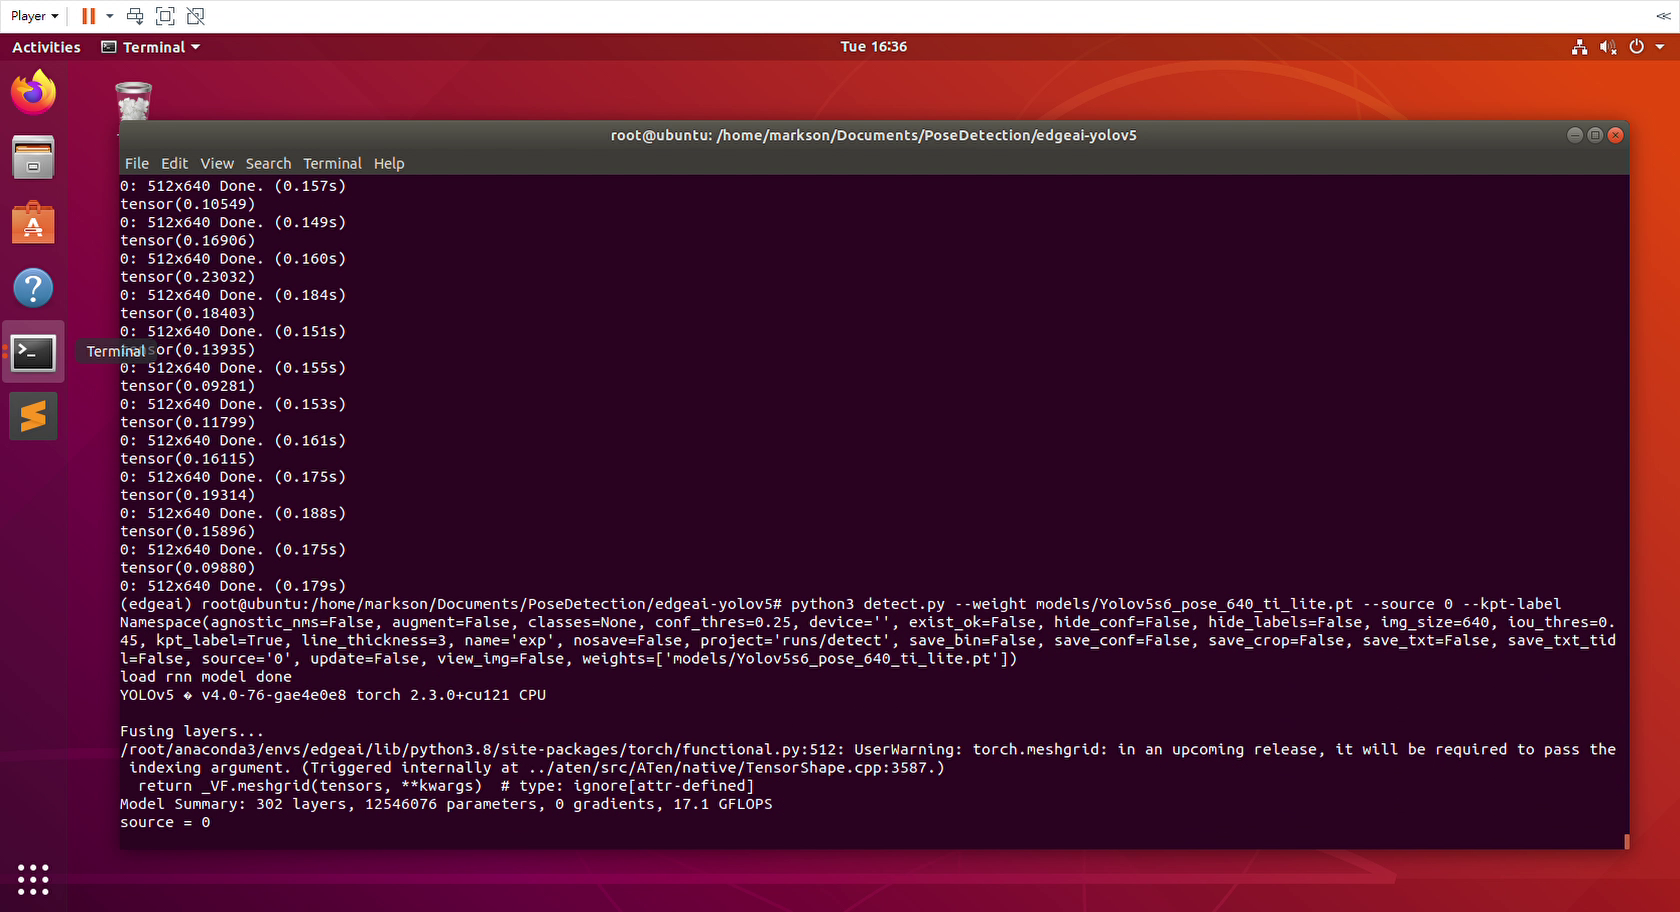 Player
Activities
Terminal
Tue 16:36
root@ubuntu: /home/markson/Documents/PoseDetection/edgeai-yolov5
File Edit View Search Terminal Help
0: 512x640 Done. (0.157s)
tensor(0.10549)
0: 512x640 Done. (0.149s)
tensor(0.16906)
0: 512x640 Done. (0.160s)
tensor(0.23032)
0: 512x640 Done. (0.184s)
tensor(0.18403)
0: 512x640 Done. (0.151s)
Terminal
sor(0.13935)
0: 512x640 Done. (0.155s)
tensor(0.09281)
0: 512x640 Done. (0.153s)
tensor(0.11799)
0: 512x640 Done. (0.161s)
tensor(0.16115)
0: 512x640 Done. (0.175s)
tensor(0.19314)
0: 512x640 Done. (0.188s)
tensor(0.15896)
0: 512x640 Done. (0.175s)
tensor(0.09880)
0: 512x640 Done. (0.179s)
(edgeai) root@ubuntu:/home/markson/Documents/PoseDetection/edgeai-yolov5# python3 detect.py --weight models/Yolov5s6_pose_640_ti_lite.pt --source 0 --kpt-label
Namespace(agnostic_nms=False, augment=False, classes=None, conf_thres=0.25, device='', exist_ok=False, hide_conf=False, hide_labels=False, img_size=640, iou_thres=0.
45, kpt_label=True, line_thickness=3, name='exp', nosave=False, project='runs/detect', save_bin=False, save_conf=False, save_crop=False, save_txt=False, save_txt_tid
l=False, source='0', update=False, view_img=False, weights=['models/Yolov5s6_pose_640_ti_lite.pt'])
load rnn model done
YOLOv5 � v4.0-76-gae4e0e8 torch 2.3.0+cu121 CPU
Fusing layers...
/root/anaconda3/envs/edgeai/lib/python3.8/site-packages/torch/functional.py:512: UserWarning: torch.meshgrid: in an upcoming release, it will be required to pass the
indexing argument. (Triggered internally at ../aten/src/ATen/native/TensorShape.cpp:3587.)
return _VF.meshgrid(tensors, **kwargs)  # type: ignore[attr-defined]
Model Summary: 302 layers, 12546076 parameters, 0 gradients, 17.1 GFLOPS
source = 0